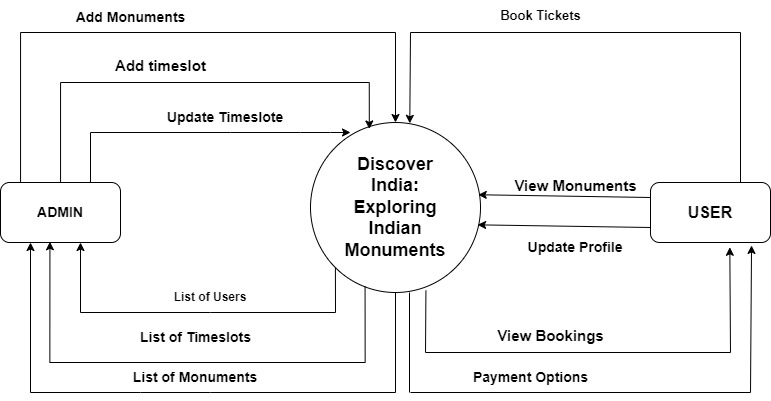 Add Monuments
Book Tickets
Add timeslot
Update Timeslote
Discover
India:
Exploring
Indian
Monuments
View Monuments
ADMIN
USER
Update Profile
List of Users
List of Timeslots
View Bookings
List of Monuments
Payment Options